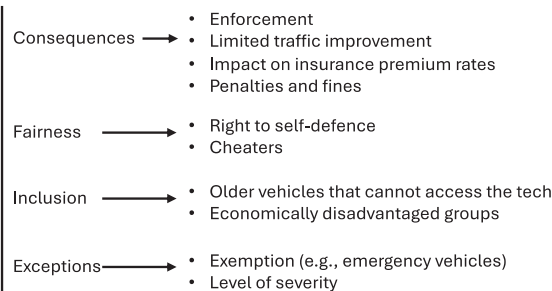 Consequences
• Enforcement
• Limited traffic improvement
• Impact on insurance premium rates
• Penalties and fines
Fairness
• Right to self-defence
• Cheaters
Inclusion
• Older vehicles that cannot access the tech
• Economically disadvantaged groups
Exceptions
• Exemption (e.g., emergency vehicles)
• Level of severity